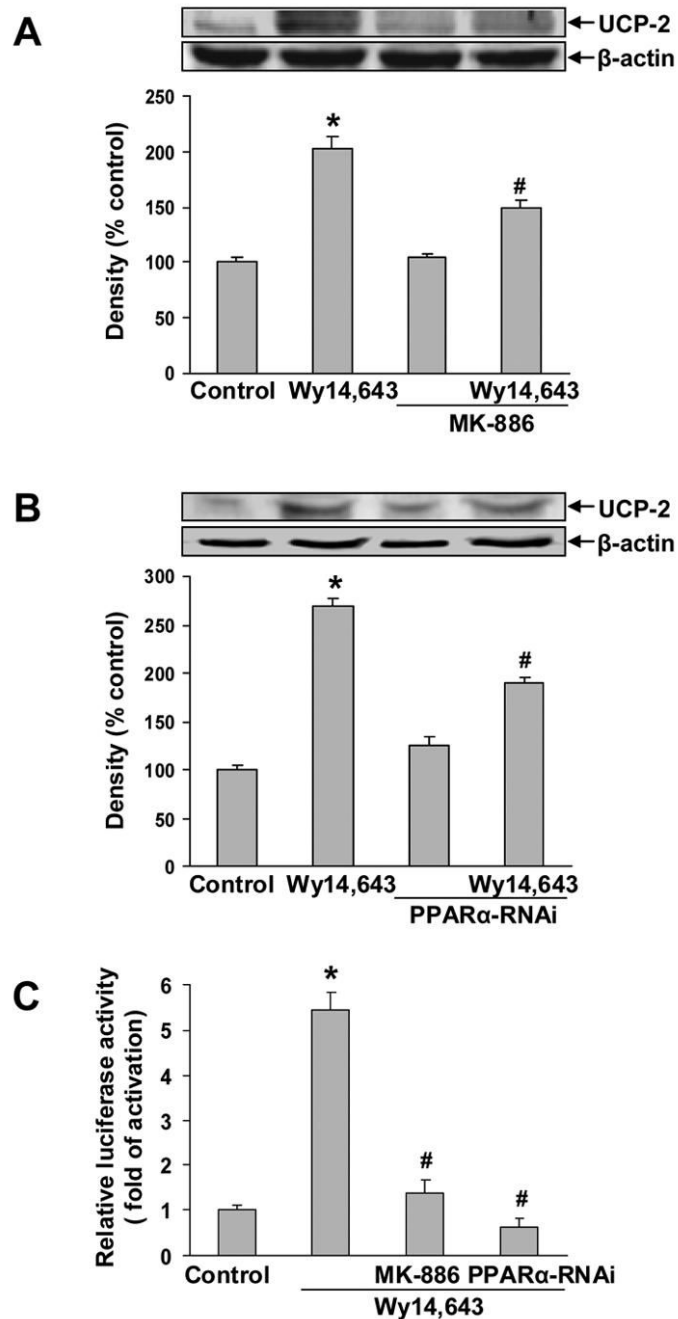 A
UCP-2
β-actin
Density (% control)
250
200
150
100
50
0
*
#
Control Wy14,643 Wy14,643
MK-886
B
UCP-2
β-actin
Density (% control)
300
250
200
150
100
50
0
*
#
Control Wy14,643 Wy14,643
PPARα-RNAi
C
Relative luciferase activity
( fold of activation)
6
5
4
3
2
1
0
*
#
#
Control MK-886 PPARα-RNAi
Wy14,643